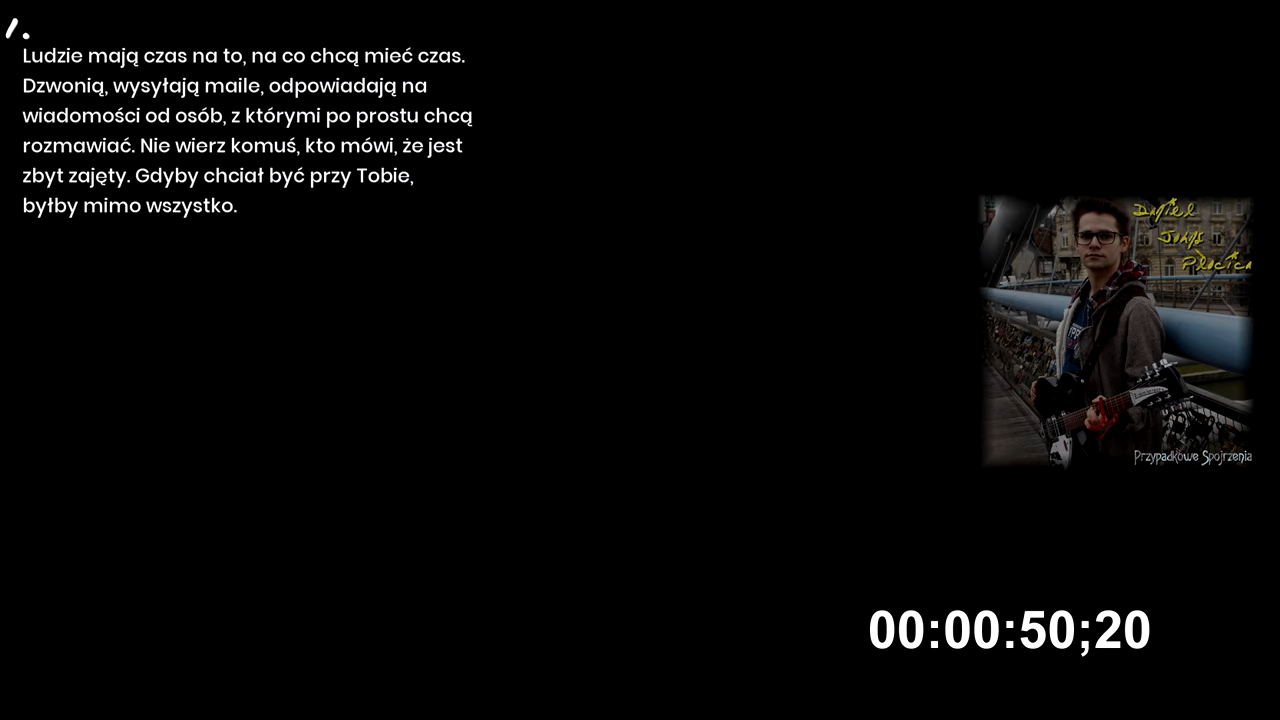 Ludzie mają czas na to, na co chcą mieć czas.
Dzwonią, wysyłają maile, odpowiadają na
wiadomości od osób, z którymi po prostu chcą
rozmawiać. Nie wierz komuś, kto mówi, że jest
zbyt zajęty. Gdyby chciał być przy Tobie,
byłby mimo wszystko.
Daniel
Przypadkowe Spojrzenia
00:00:50;20